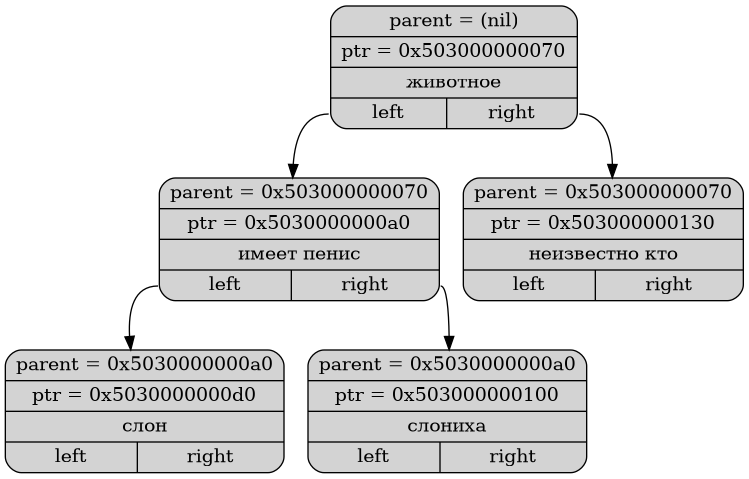 parent = (nil)
ptr = 0x503000000070
животное
left right
parent = 0x503000000070
ptr = 0x5030000000a0
имеет пенис
left right
parent = 0x503000000070
ptr = 0x503000000130
неизвестно кто
left right
parent = 0x5030000000a0
ptr = 0x5030000000d0
слон
left right
parent = 0x5030000000a0
ptr = 0x503000000100
слониха
left right